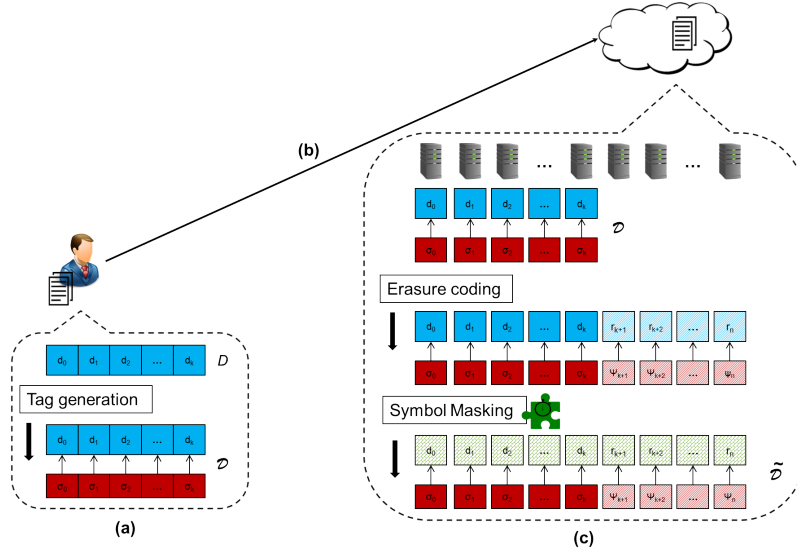 (b)
...
...
d₀ d₁ d₂ ... dₖ
𝒟
σ₀ σ₁ σ₂ ... σₖ
Erasure coding
d₀ d₁ d₂ ... dₖ rₖ₊₁ rₖ₊₂ ... rₙ
σ₀ σ₁ σ₂ ... σₖ Ψₖ₊₁ Ψₖ₊₂ ... Ψₙ
Symbol Masking
d₀ d₁ d₂ ... dₖ rₖ₊₁ rₖ₊₂ ... rₙ
𝒟̃
σ₀ σ₁ σ₂ ... σₖ Ψₖ₊₁ Ψₖ₊₂ ... Ψₙ
(c)
d₀ d₁ d₂ ... dₖ D
Tag generation
d₀ d₁ d₂ ... dₖ
𝒟
σ₀ σ₁ σ₂ ... σₖ
(a)